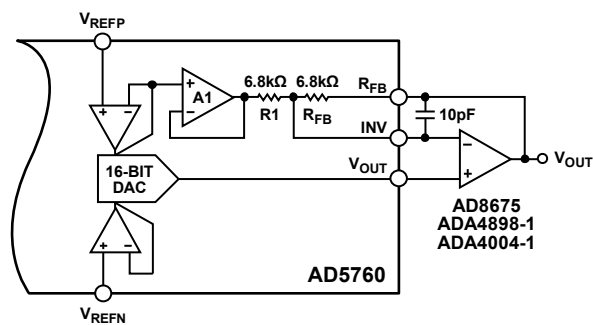 VREFP
6.8kΩ 6.8kΩ RFB
A1
R1 RFB
10pF
INV
VOUT
VOUT
16-BIT
DAC
AD8675
ADA4898-1
ADA4004-1
AD5760
VREFN